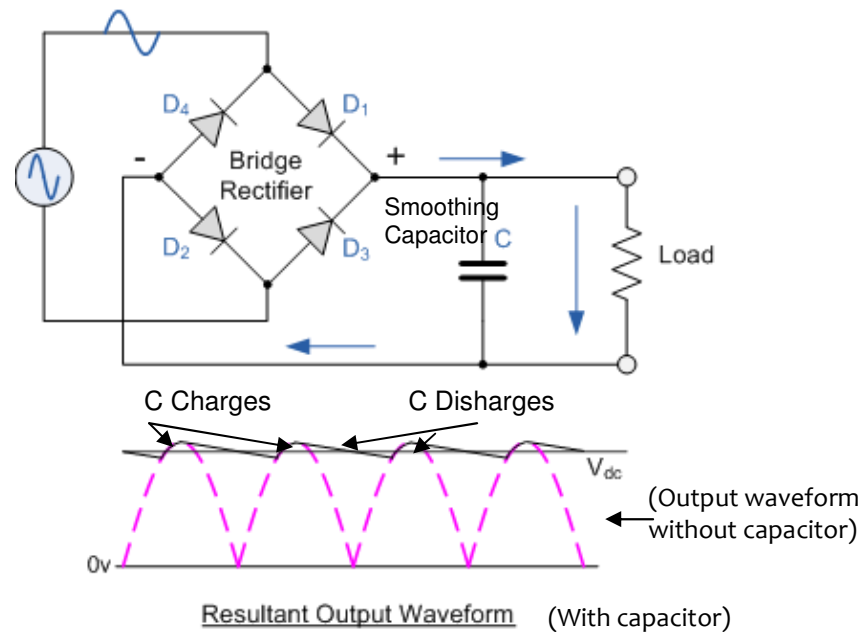 D4
D1
-
+
Bridge
Rectifier
Smoothing
Capacitor
C
D2
D3
Load
C Charges
C Disharges
Vdc
(Output waveform
without capacitor)
0v
Resultant Output Waveform (With capacitor)